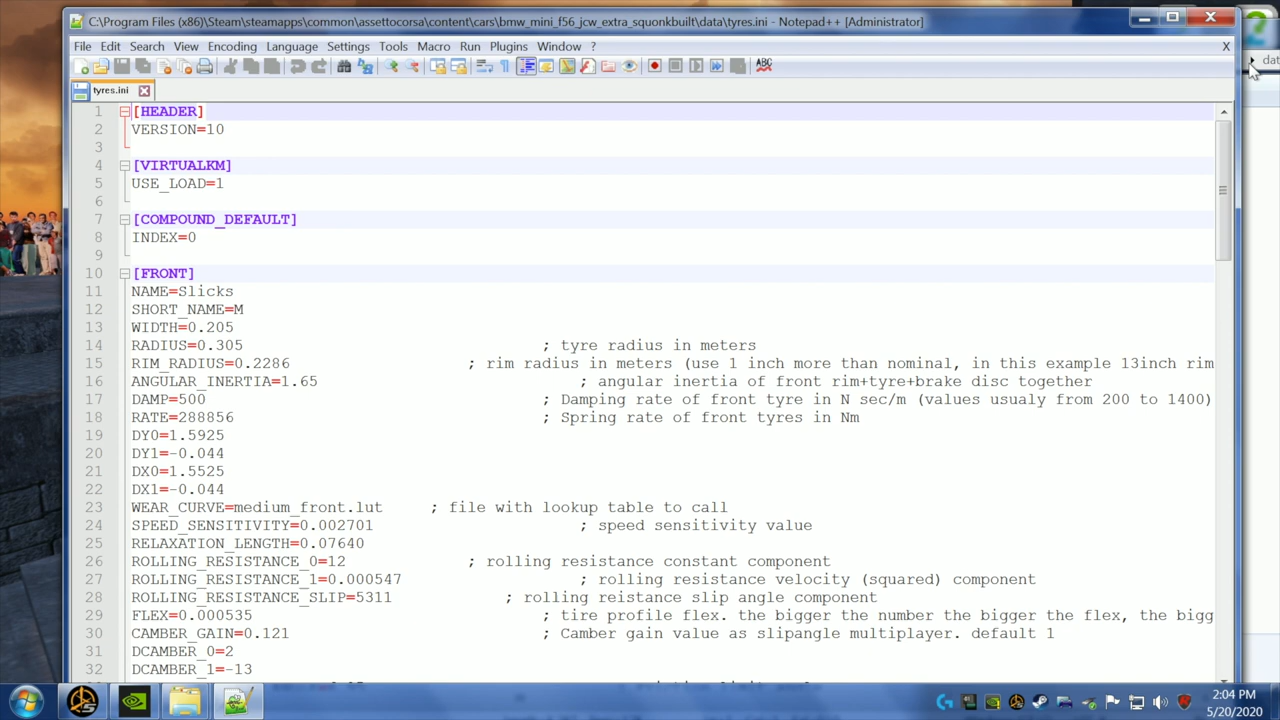 C:\Program Files (x86)\Steam\steamapps\common\assettocorsa\content\cars\bmw_mini_f56_jcw_extra_squonkbuilt\data\tyres.ini - Notepad++ [Administrator]
File Edit Search View Encoding Language Settings Tools Macro Run Plugins Window ? X
dat
tyres.ini
1 [HEADER]
2 VERSION=10
3
4 [VIRTUALKM]
5 USE_LOAD=1
6
7 [COMPOUND_DEFAULT]
8 INDEX=0
9
10 [FRONT]
11 NAME=Slicks
12 SHORT_NAME=M
13 WIDTH=0.205
14 RADIUS=0.305 ; tyre radius in meters
15 RIM_RADIUS=0.2286 ; rim radius in meters (use 1 inch more than nominal, in this example 13inch rim
16 ANGULAR_INERTIA=1.65 ; angular inertia of front rim+tyre+brake disc together
17 DAMP=500 ; Damping rate of front tyre in N sec/m (values usualy from 200 to 1400)
18 RATE=288856 ; Spring rate of front tyres in Nm
19 DY0=1.5925
20 DY1=-0.044
21 DX0=1.5525
22 DX1=-0.044
23 WEAR_CURVE=medium_front.lut ; file with lookup table to call
24 SPEED_SENSITIVITY=0.002701 ; speed sensitivity value
25 RELAXATION_LENGTH=0.07640
26 ROLLING_RESISTANCE_0=12 ; rolling resistance constant component
27 ROLLING_RESISTANCE_1=0.000547 ; rolling resistance velocity (squared) component
28 ROLLING_RESISTANCE_SLIP=5311 ; rolling reistance slip angle component
29 FLEX=0.000535 ; tire profile flex. the bigger the number the bigger the flex, the bigg
30 CAMBER_GAIN=0.121 ; Camber gain value as slipangle multiplayer. default 1
31 DCAMBER_0=2
32 DCAMBER_1=-13
2:04 PM
5/20/2020